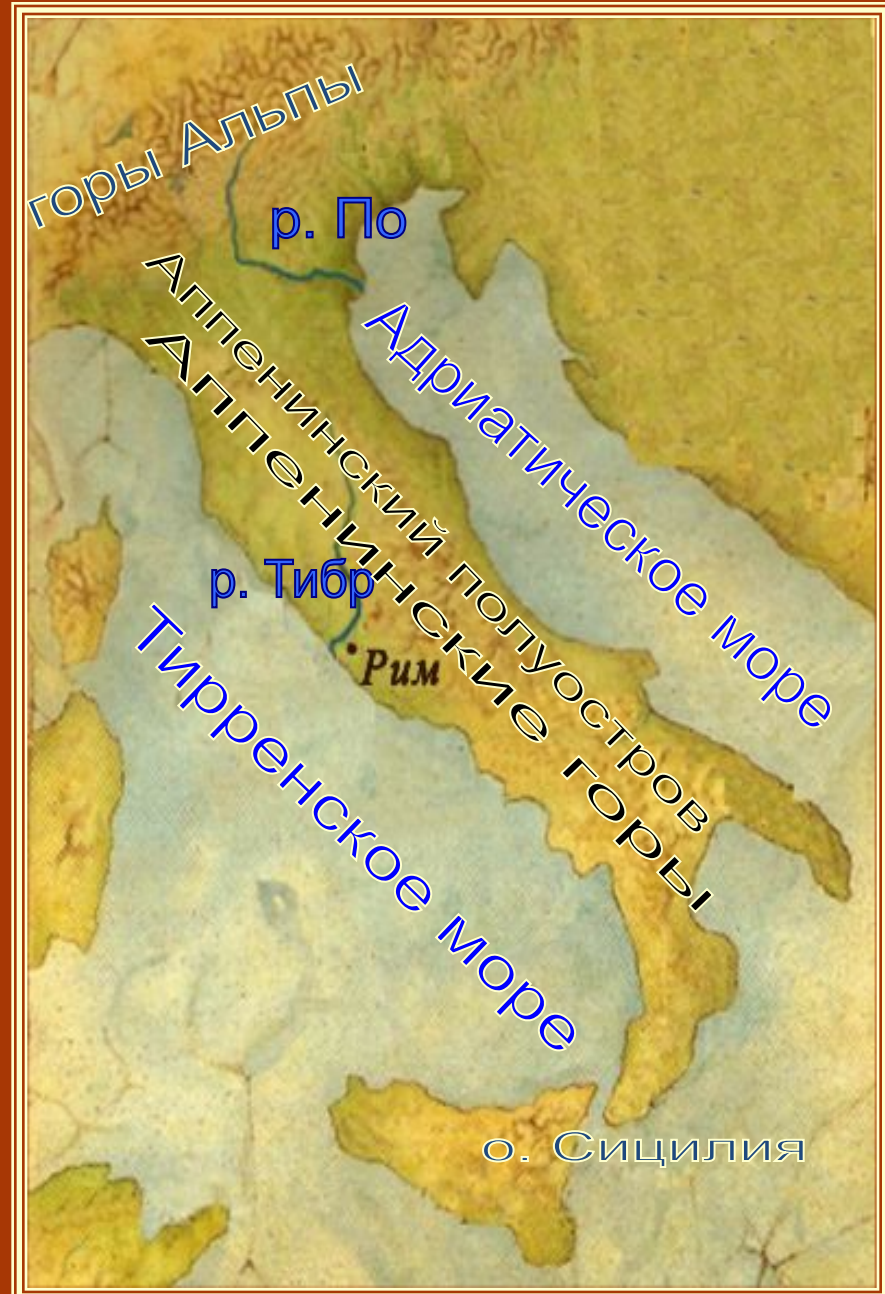 горы Альпы
р. По
Аппенинский полуостров
Аппенинские горы
Адриатическое море
р. Тибр
Рим
Тирренское море
о. Сицилия